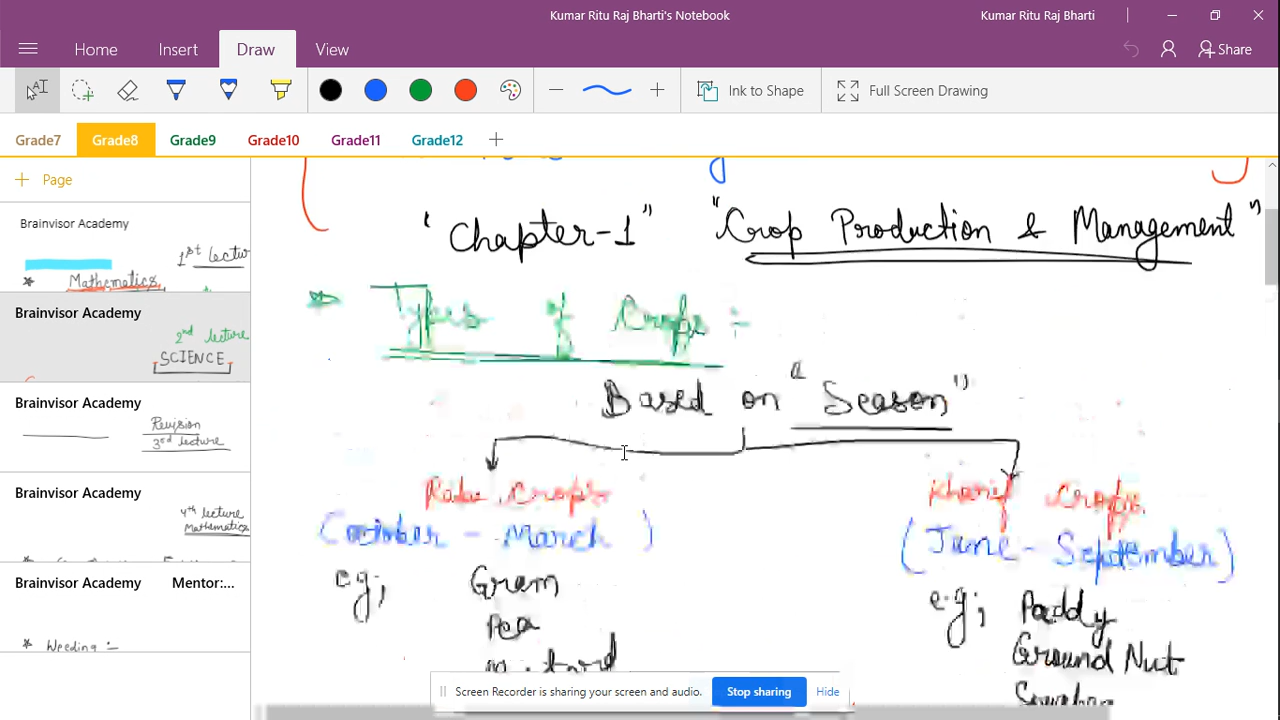 Kumar Ritu Raj Bharti's Notebook
Kumar Ritu Raj Bharti
Home Insert Draw View
Share
Ink to Shape
Full Screen Drawing
Grade7 Grade8 Grade9 Grade10 Grade11 Grade12
Page
Brainvisor Academy
1st lectu
* Mathematics
Brainvisor Academy
2nd lecture
[SCIENCE]
Brainvisor Academy
Revision
3rd lecture
Brainvisor Academy
4th lecture
Mathematics
Brainvisor Academy Mentor:...
* Weeding :-
"Chapter-1" "Crop Production & Management"
Types of Crops :-
Based on "Season"
Rabi Crops
Kharif Crops
(October - March)
(June - September)
e.g; Gram
e.g; Paddy
Pea
Ground Nut
Screen Recorder is sharing your screen and audio.
Stop sharing
Hide